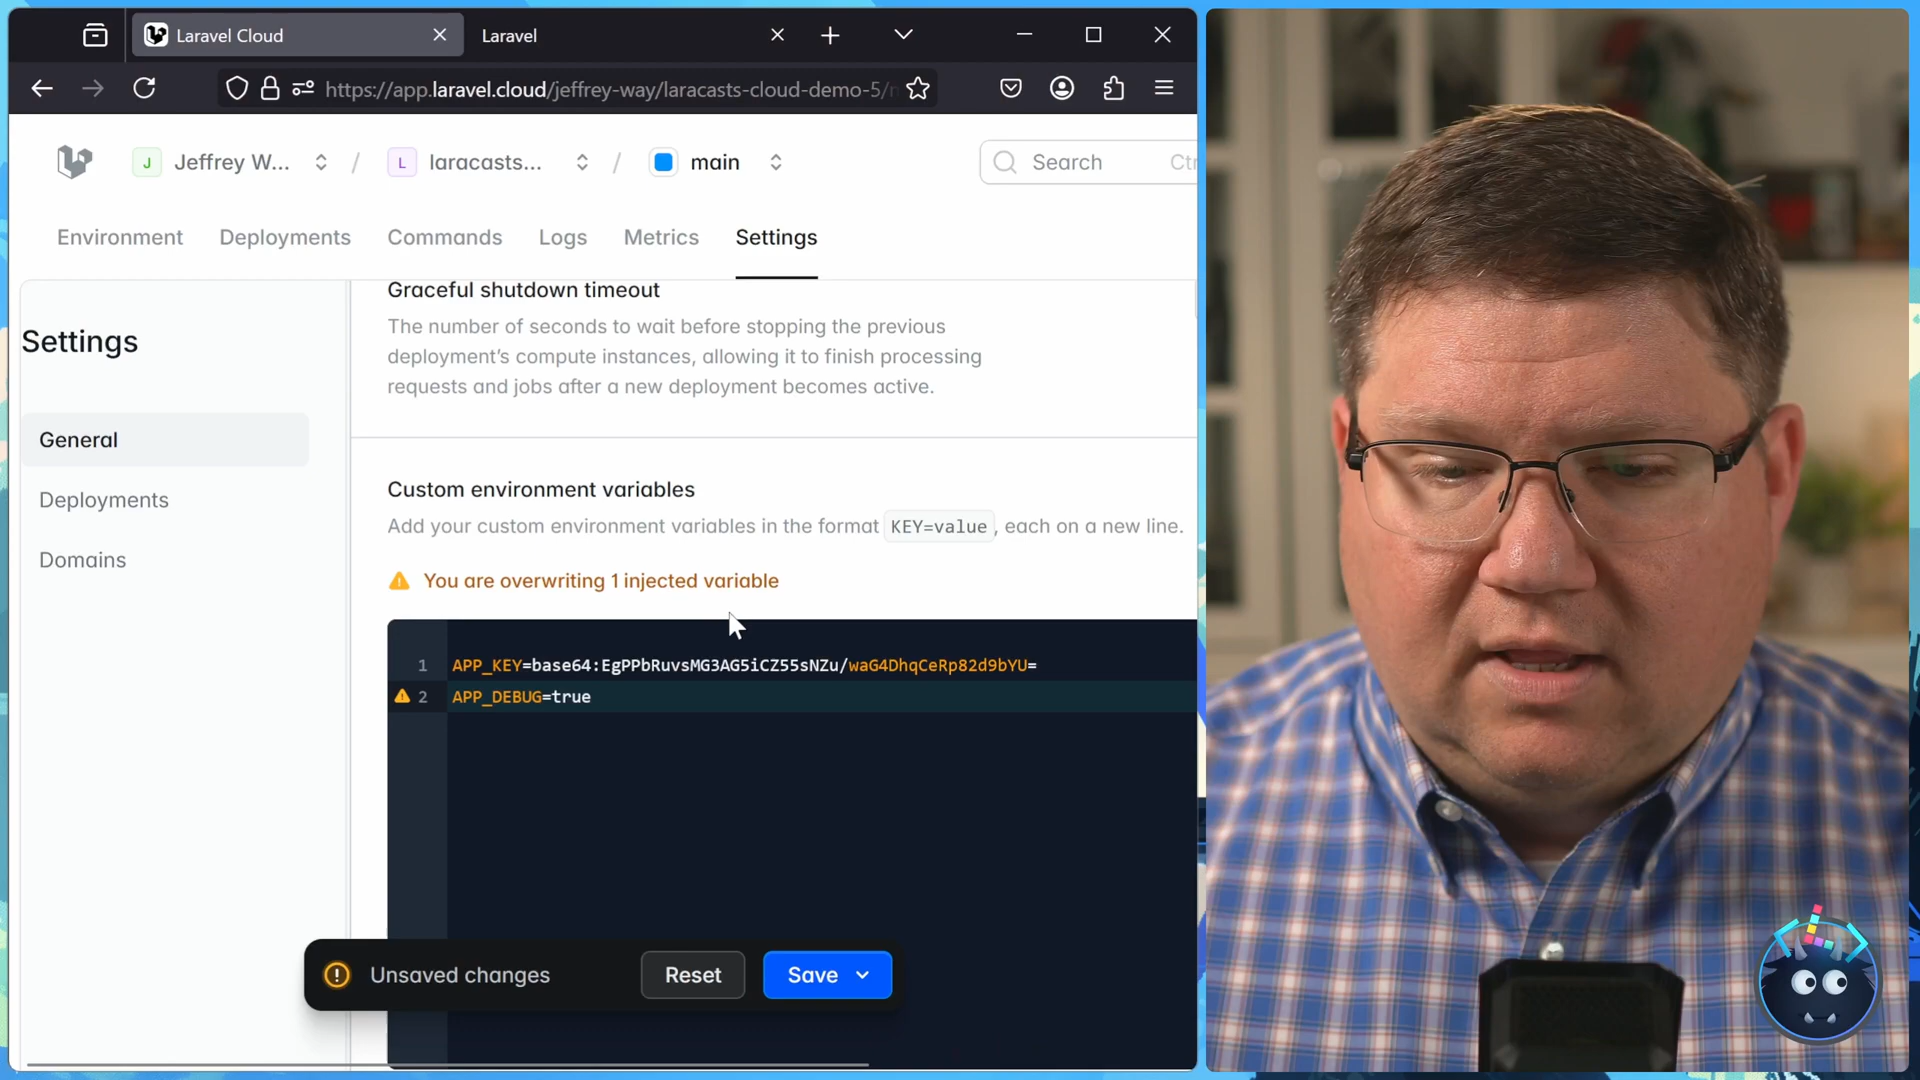 Laravel Cloud
Laravel
https://app.laravel.cloud/jeffrey-way/laracasts-cloud-demo-5/
J Jeffrey W... / L laracasts... / main
Search Ctr
Environment Deployments Commands Logs Metrics Settings
Settings
General
Deployments
Domains
Graceful shutdown timeout
The number of seconds to wait before stopping the previous
deployment’s compute instances, allowing it to finish processing
requests and jobs after a new deployment becomes active.
Custom environment variables
Add your custom environment variables in the format KEY=value, each on a new line.
You are overwriting 1 injected variable
1 APP_KEY=base64:EgPPbRuvsMG3AG5iCZ55sNZu/waG4DhqCeRp82d9bYU=
2 APP_DEBUG=true
Unsaved changes Reset Save